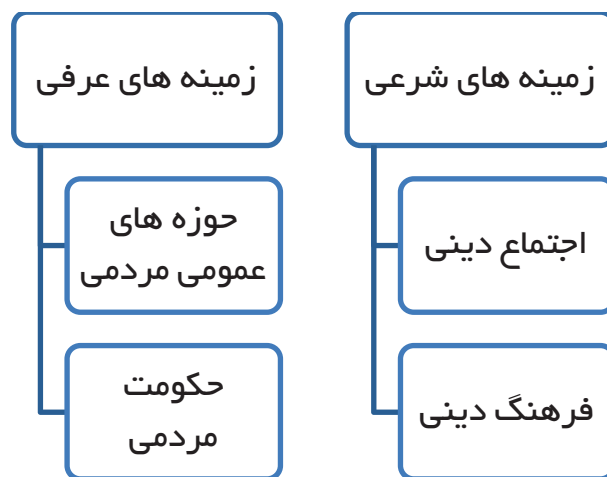 زمینه های شرعی
اجتماع دینی
فرهنگ دینی
زمینه های عرفی
حوزه های
عمومی مردمی
حکومت
مردمی